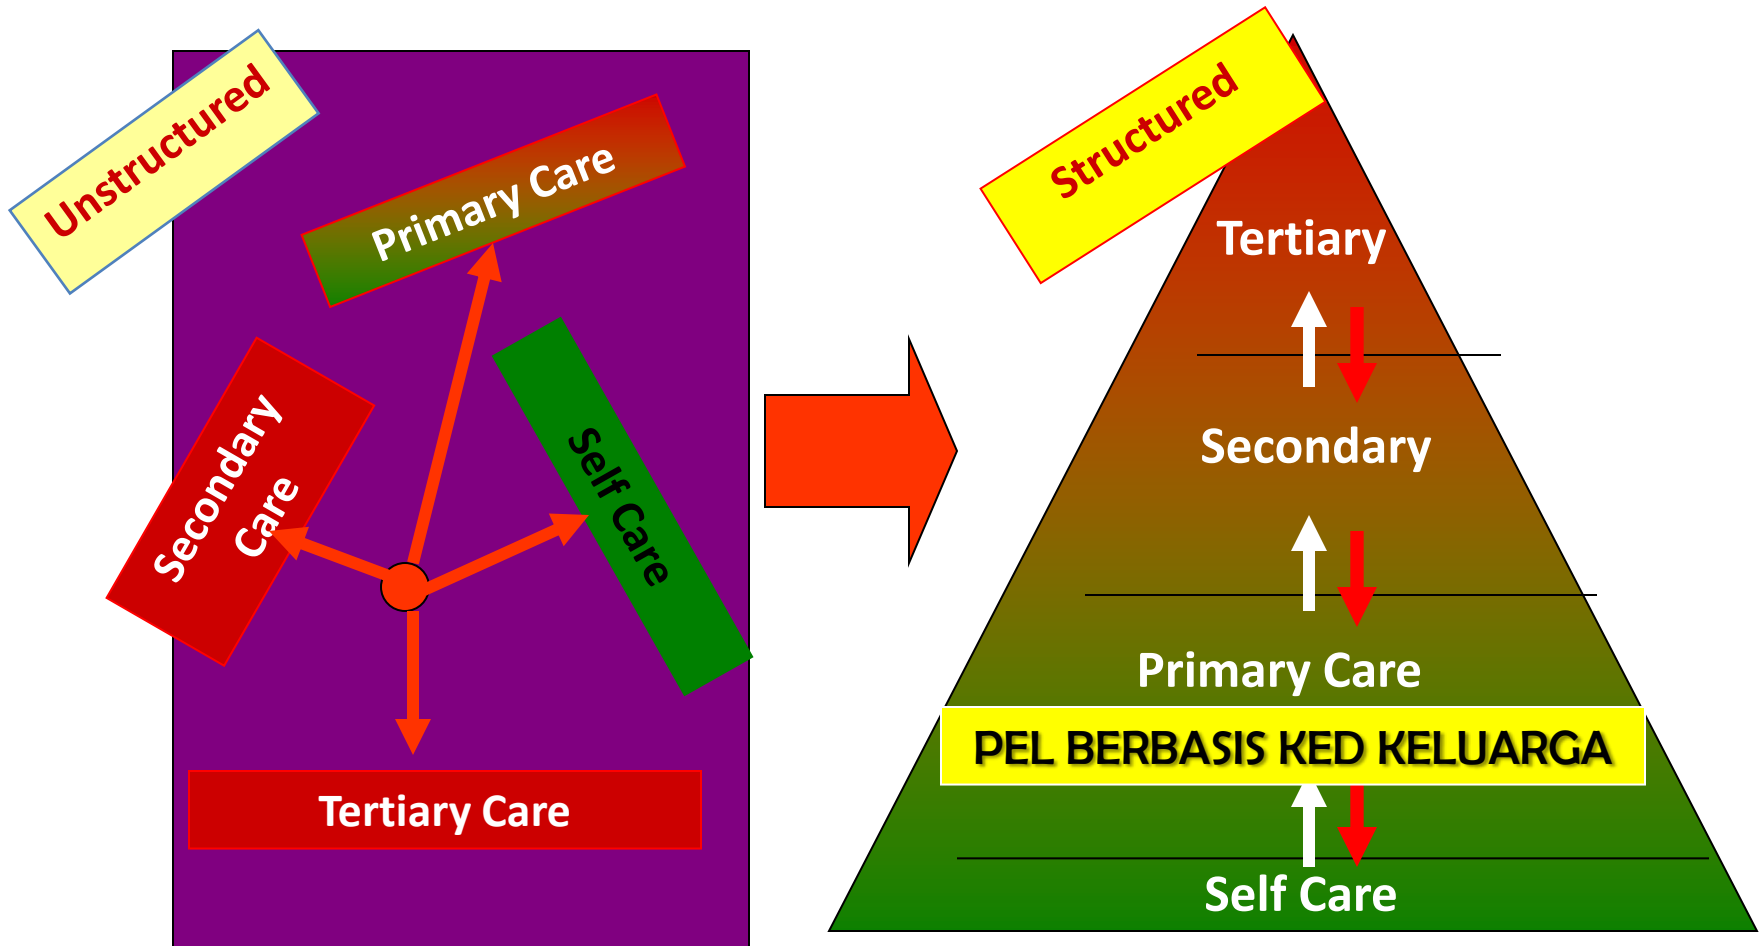 Unstructured
Primary Care
Secondary
Care
Self Care
Tertiary Care
Structured
Tertiary
Secondary
Primary Care
PEL BERBASIS KED KELUARGA
Self Care